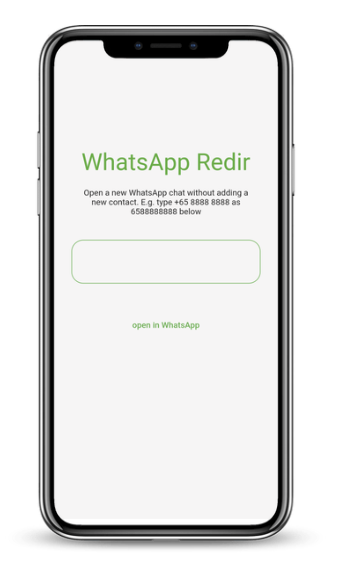 WhatsApp Redir
Open a new WhatsApp chat without adding a
new contact. E.g. type +65 8888 8888 as
6588888888 below
open in WhatsApp